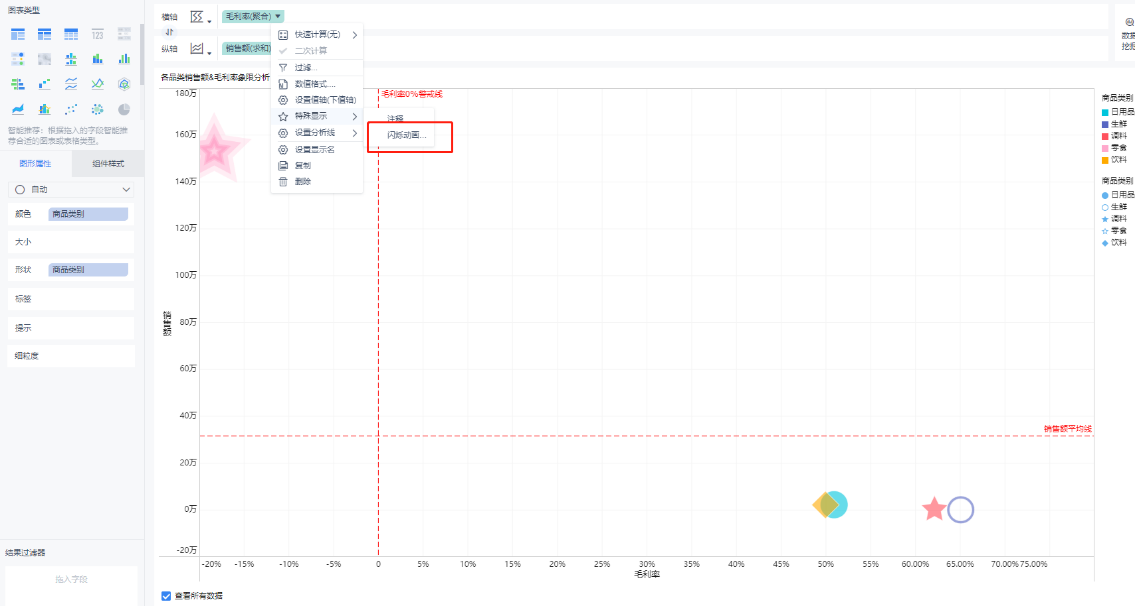 图表类型
123
智能推荐：根据拖入的字段智能推
荐合适的图表或表格类型。
图形属性
组件样式
自动
颜色
商品类别
大小
形状
商品类别
标签
提示
细粒度
结果过滤器
拖入字段
横轴
毛利率(聚合)
纵轴
销售额(求和)
快速计算(无)
二次计算
过滤...
数值格式....
设置值轴(下值轴)
特殊显示
设置分析线
设置显示名
复制
删除
注释
闪烁动画...
各品类销售额&毛利率象限分析
毛利率0%警戒线
180万
160万
140万
120万
100万
80万
60万
40万
20万
0万
-20万
销售额
销售额平均线
-20%
-15%
-10%
-5%
0
5%
10%
15%
20%
25%
30%
35%
40%
45%
50%
55%
60.00%
65.00%
70.00%
75.00%
毛利率
查看所有数据
数据
挖掘
商品类别
日用品
生鲜
调料
零食
饮料
商品类别
日用品
生鲜
调料
零食
饮料